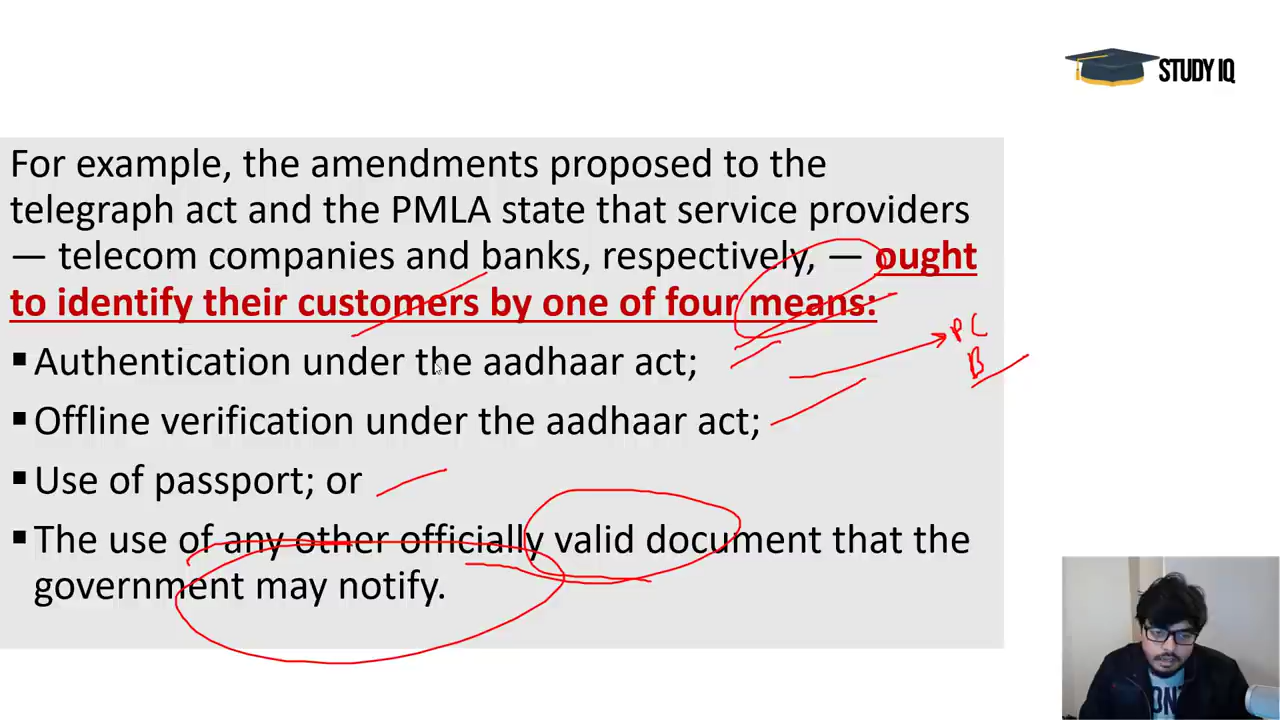 STUDY IQ
For example, the amendments proposed to the
telegraph act and the PMLA state that service providers
— telecom companies and banks, respectively, — ought
to identify their customers by one of four means:
▪Authentication under the aadhaar act;
▪Offline verification under the aadhaar act;
▪Use of passport; or
▪The use of any other officially valid document that the
government may notify.
PC
B